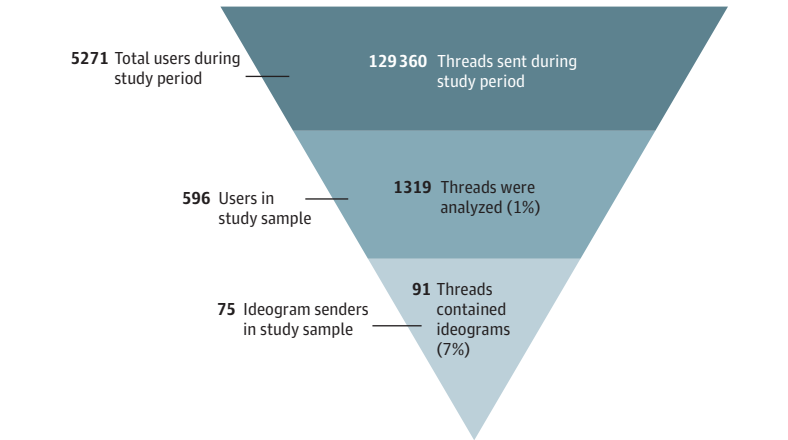 5271 Total users during
study period
129 360 Threads sent during
study period
596 Users in
study sample
1319 Threads were
analyzed (1%)
75 Ideogram senders
in study sample
91 Threads
contained
ideograms
(7%)